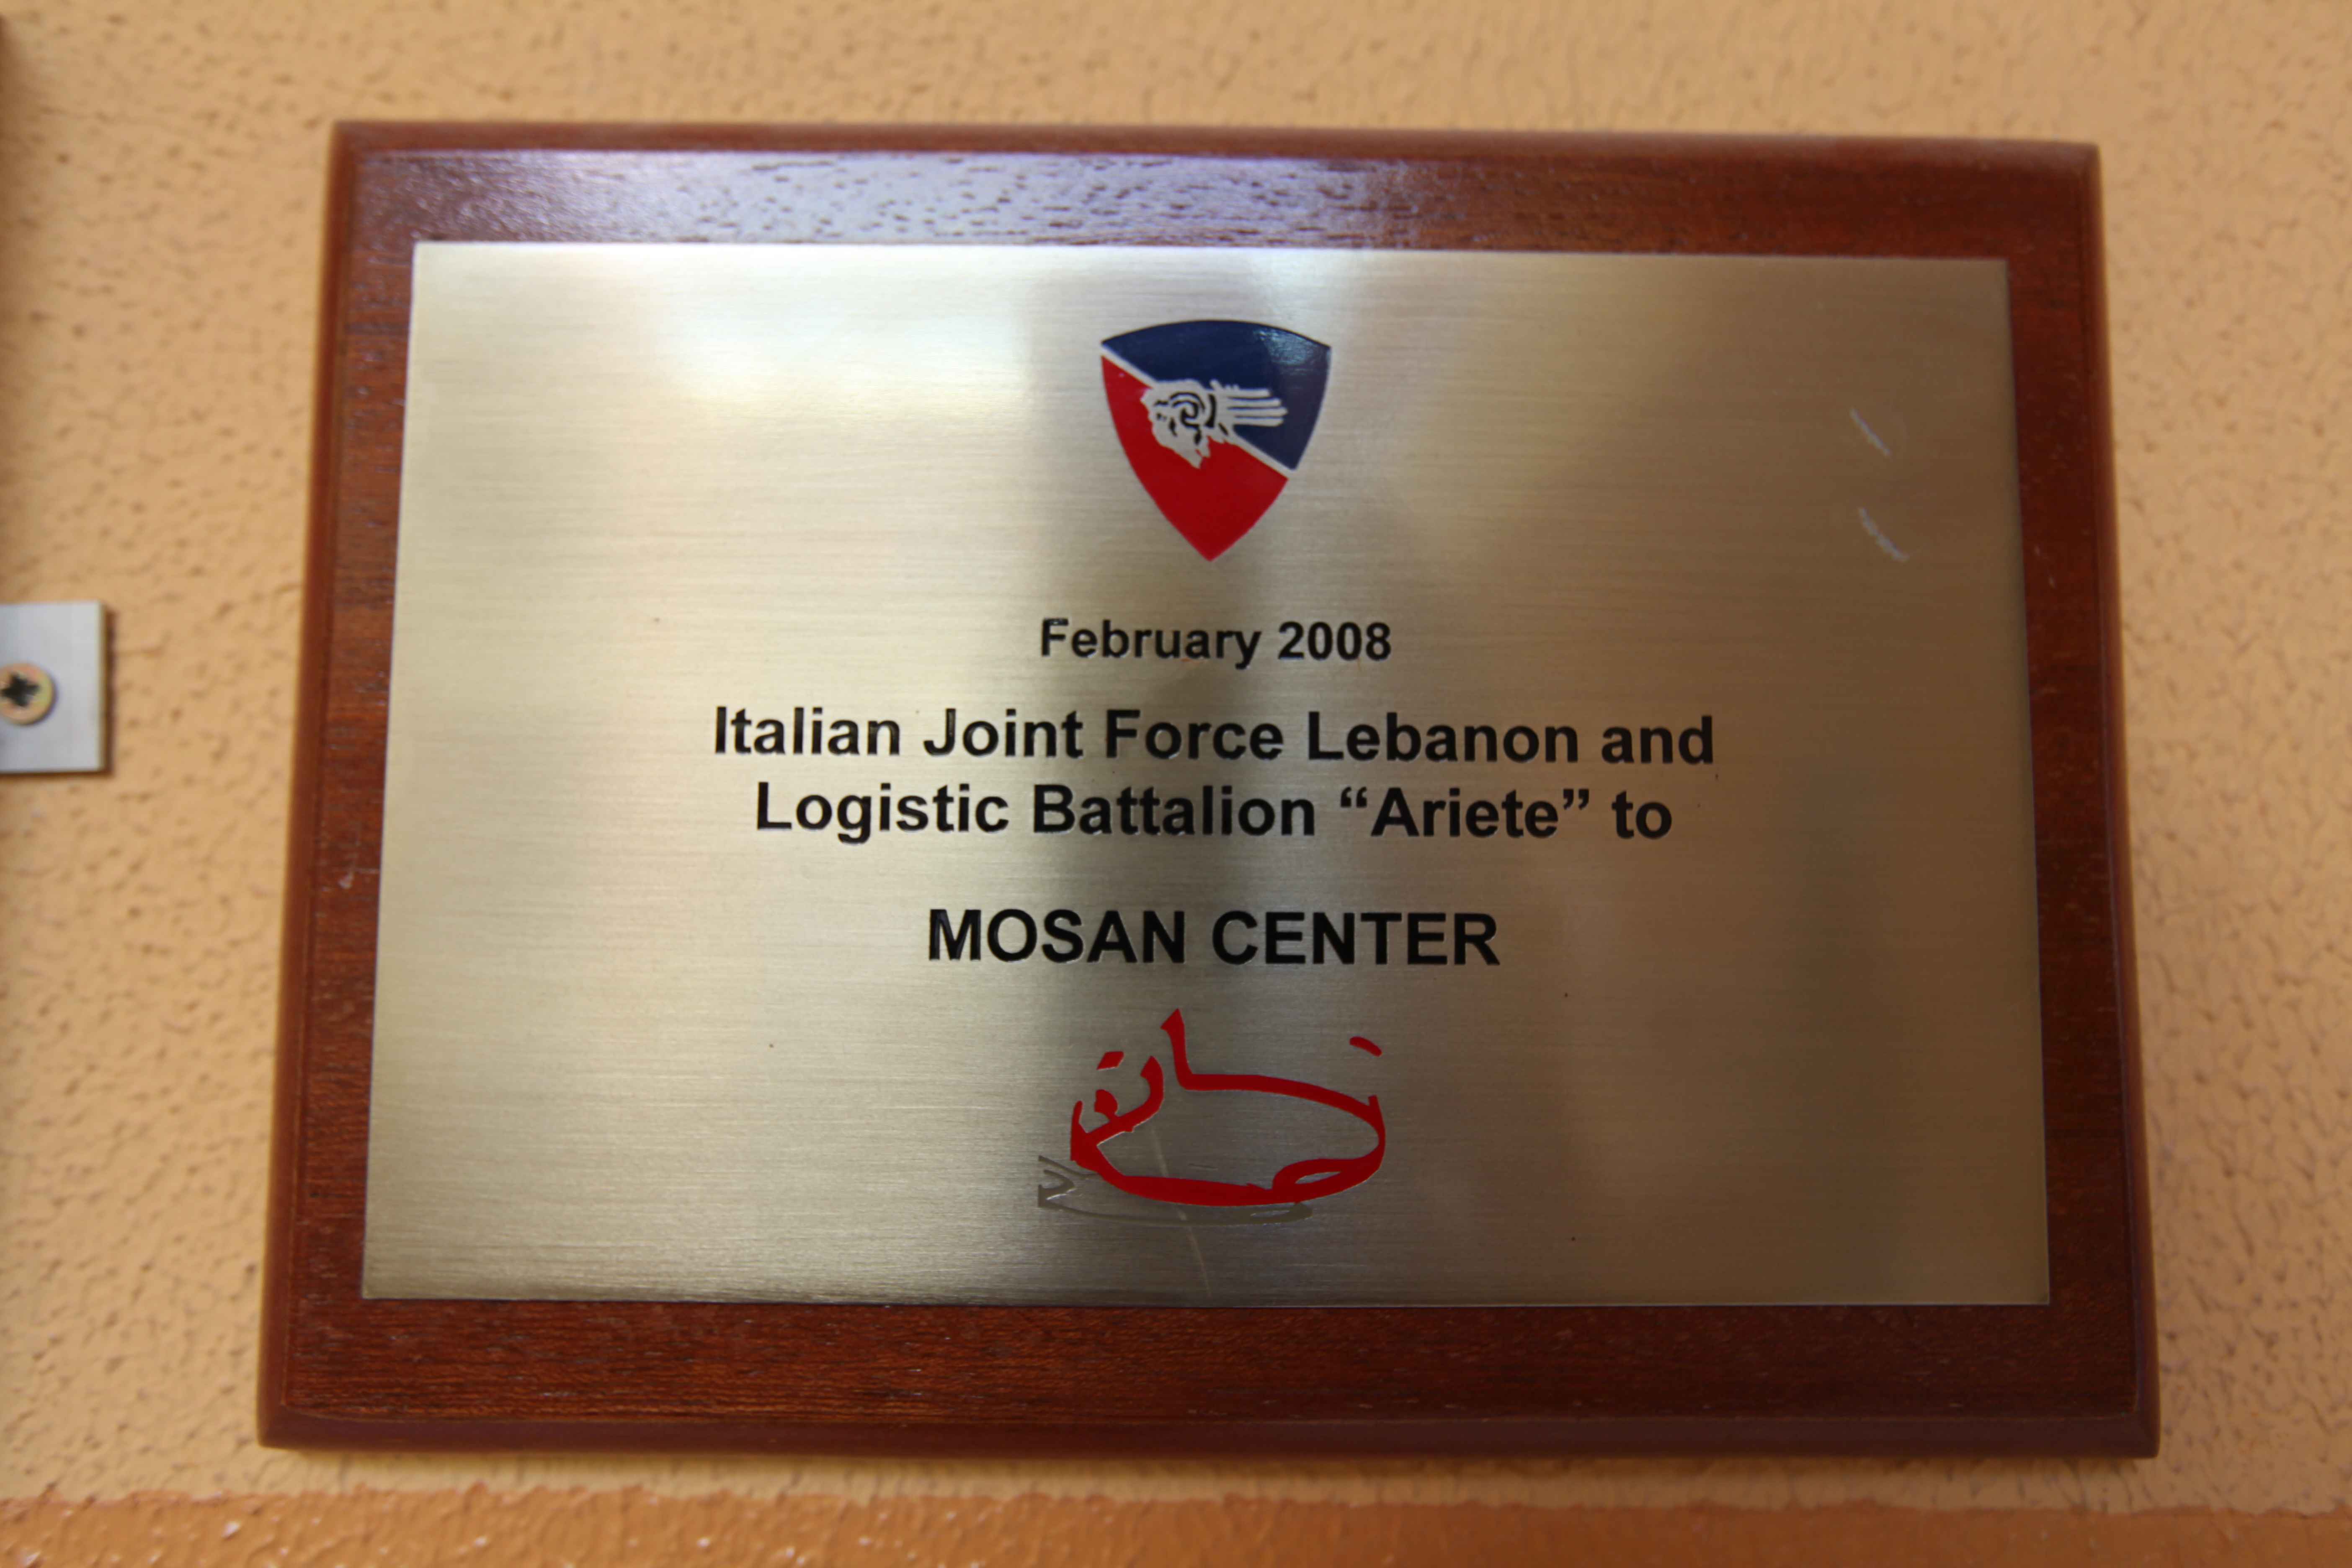 February 2008
Italian Joint Force Lebanon and
Logistic Battalion “Ariete” to
MOSAN CENTER